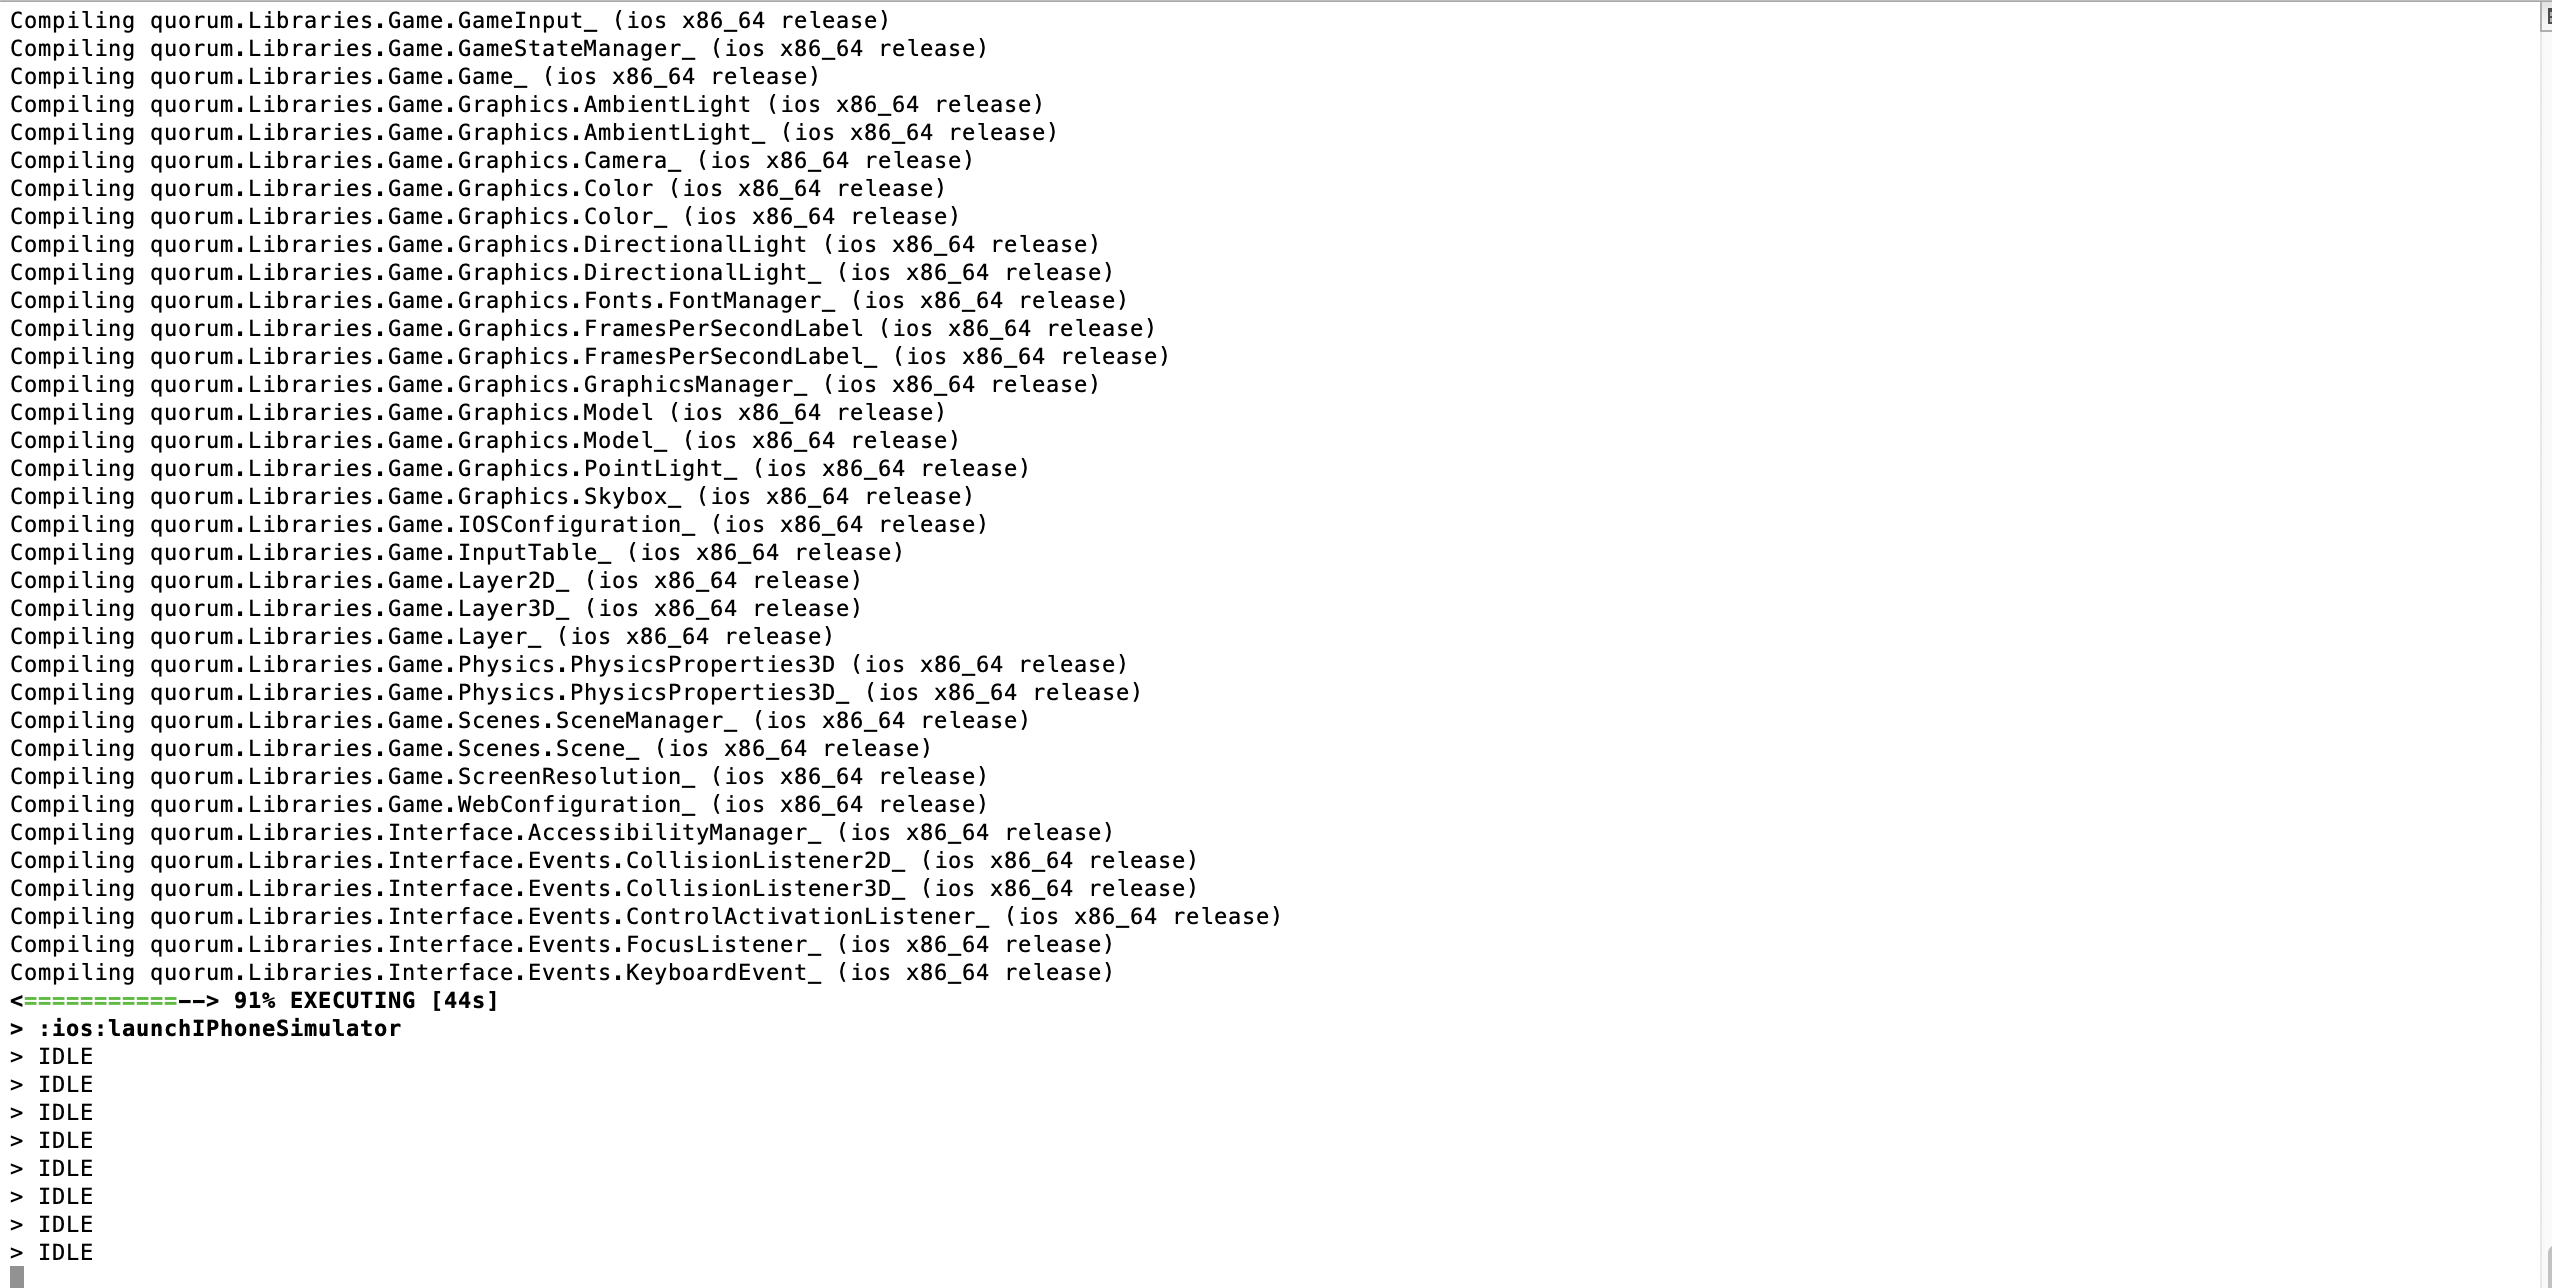 Compiling quorum.Libraries.Game.GameInput_ (ios x86_64 release)
Compiling quorum.Libraries.Game.GameStateManager_ (ios x86_64 release)
Compiling quorum.Libraries.Game.Game_ (ios x86_64 release)
Compiling quorum.Libraries.Game.Graphics.AmbientLight (ios x86_64 release)
Compiling quorum.Libraries.Game.Graphics.AmbientLight_ (ios x86_64 release)
Compiling quorum.Libraries.Game.Graphics.Camera_ (ios x86_64 release)
Compiling quorum.Libraries.Game.Graphics.Color (ios x86_64 release)
Compiling quorum.Libraries.Game.Graphics.Color_ (ios x86_64 release)
Compiling quorum.Libraries.Game.Graphics.DirectionalLight (ios x86_64 release)
Compiling quorum.Libraries.Game.Graphics.DirectionalLight_ (ios x86_64 release)
Compiling quorum.Libraries.Game.Graphics.Fonts.FontManager_ (ios x86_64 release)
Compiling quorum.Libraries.Game.Graphics.FramesPerSecondLabel (ios x86_64 release)
Compiling quorum.Libraries.Game.Graphics.FramesPerSecondLabel_ (ios x86_64 release)
Compiling quorum.Libraries.Game.Graphics.GraphicsManager_ (ios x86_64 release)
Compiling quorum.Libraries.Game.Graphics.Model (ios x86_64 release)
Compiling quorum.Libraries.Game.Graphics.Model_ (ios x86_64 release)
Compiling quorum.Libraries.Game.Graphics.PointLight_ (ios x86_64 release)
Compiling quorum.Libraries.Game.Graphics.Skybox_ (ios x86_64 release)
Compiling quorum.Libraries.Game.IOSConfiguration_ (ios x86_64 release)
Compiling quorum.Libraries.Game.InputTable_ (ios x86_64 release)
Compiling quorum.Libraries.Game.Layer2D_ (ios x86_64 release)
Compiling quorum.Libraries.Game.Layer3D_ (ios x86_64 release)
Compiling quorum.Libraries.Game.Layer_ (ios x86_64 release)
Compiling quorum.Libraries.Game.Physics.PhysicsProperties3D (ios x86_64 release)
Compiling quorum.Libraries.Game.Physics.PhysicsProperties3D_ (ios x86_64 release)
Compiling quorum.Libraries.Game.Scenes.SceneManager_ (ios x86_64 release)
Compiling quorum.Libraries.Game.Scenes.Scene_ (ios x86_64 release)
Compiling quorum.Libraries.Game.ScreenResolution_ (ios x86_64 release)
Compiling quorum.Libraries.Game.WebConfiguration_ (ios x86_64 release)
Compiling quorum.Libraries.Interface.AccessibilityManager_ (ios x86_64 release)
Compiling quorum.Libraries.Interface.Events.CollisionListener2D_ (ios x86_64 release)
Compiling quorum.Libraries.Interface.Events.CollisionListener3D_ (ios x86_64 release)
Compiling quorum.Libraries.Interface.Events.ControlActivationListener_ (ios x86_64 release)
Compiling quorum.Libraries.Interface.Events.FocusListener_ (ios x86_64 release)
Compiling quorum.Libraries.Interface.Events.KeyboardEvent_ (ios x86_64 release)
<===========--> 91% EXECUTING [44s]
> :ios:launchIPhoneSimulator
> IDLE
> IDLE
> IDLE
> IDLE
> IDLE
> IDLE
> IDLE
> IDLE